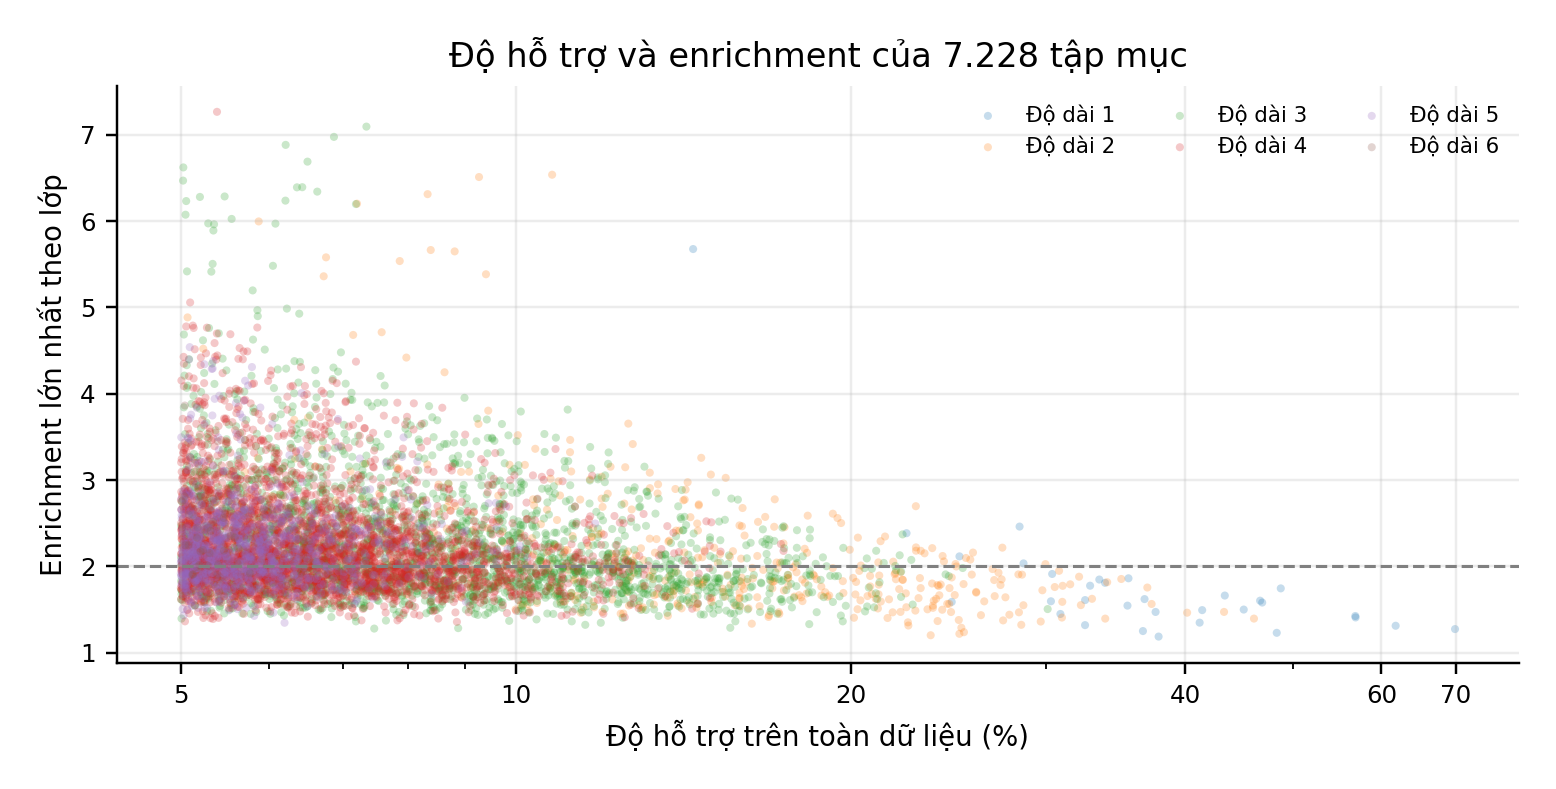 Độ hỗ trợ và enrichment của 7.228 tập mục
Độ dài 1
Độ dài 3
Độ dài 5
Độ dài 2
Độ dài 4
Độ dài 6
Enrichment lớn nhất theo lớp
7
6
5
4
3
2
1
5
10
20
40
60
70
Độ hỗ trợ trên toàn dữ liệu (%)